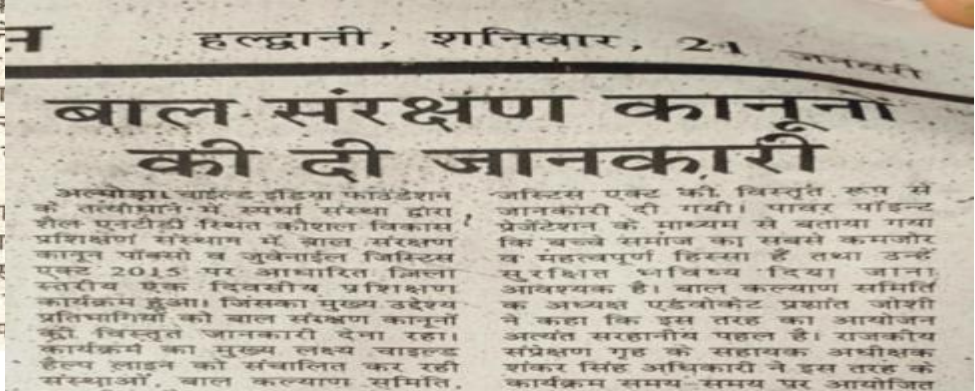 न
हल्द्वानी, शनिवार, 21 जनवरी
बाल संरक्षण कानूनों
की दी जानकारी
अल्मोड़ा। चाईल्ड इंडिया फाउंडेशन
के तत्वाधान में स्पर्धा संस्था द्वारा
शैल एनटीडी स्थित कौशल विकास
प्रशिक्षण संस्थान में बाल संरक्षण
कानून पॉक्सो व जुवेनाईल जिस्टिस
एक्ट 2015 पर आधारित जिला
स्तरीय एक दिवसीय प्रशिक्षण
कार्यक्रम हुआ। जिसका मुख्य उद्देश्य
प्रतिभागियों को बाल संरक्षण कानूनों
की विस्तृत जानकारी देना रहा।
कार्यक्रम का मुख्य लक्ष्य चाइल्ड
हैल्प लाइन को संचालित कर रही
संस्थाओं, बाल कल्याण समिति,
जस्टिस एक्ट की विस्तृत रूप से
जानकारी दी गयी। पावर पॉइन्ट
प्रेजेंटेशन के माध्यम से बताया गया
कि बच्चे समाज का सबसे कमजोर
व महत्वपूर्ण हिस्सा हैं तथा उन्हें
सुरक्षित भविष्य दिया जाना
आवश्यक है। बाल कल्याण समिति
के अध्यक्ष एडवोकेट प्रशांत जोशी
ने कहा कि इस तरह का आयोजन
अत्यंत सराहनीय पहल है। राजकीय
संप्रेक्षण गृह के सहायक अधीक्षक
शंकर सिंह अधिकारी ने इस तरह के
कार्यक्रम समय-समय पर आयोजित